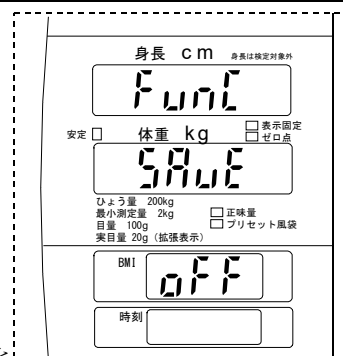 身長 cm 身長は検定対象外
FunC
安定 体重 kg 表示固定
ゼロ点
SAvE
ひょう量 200kg
最小測定量 2kg 正味量
目量 100g プリセット風袋
実目量 20g (拡張表示)
BMI oFF
時刻
を